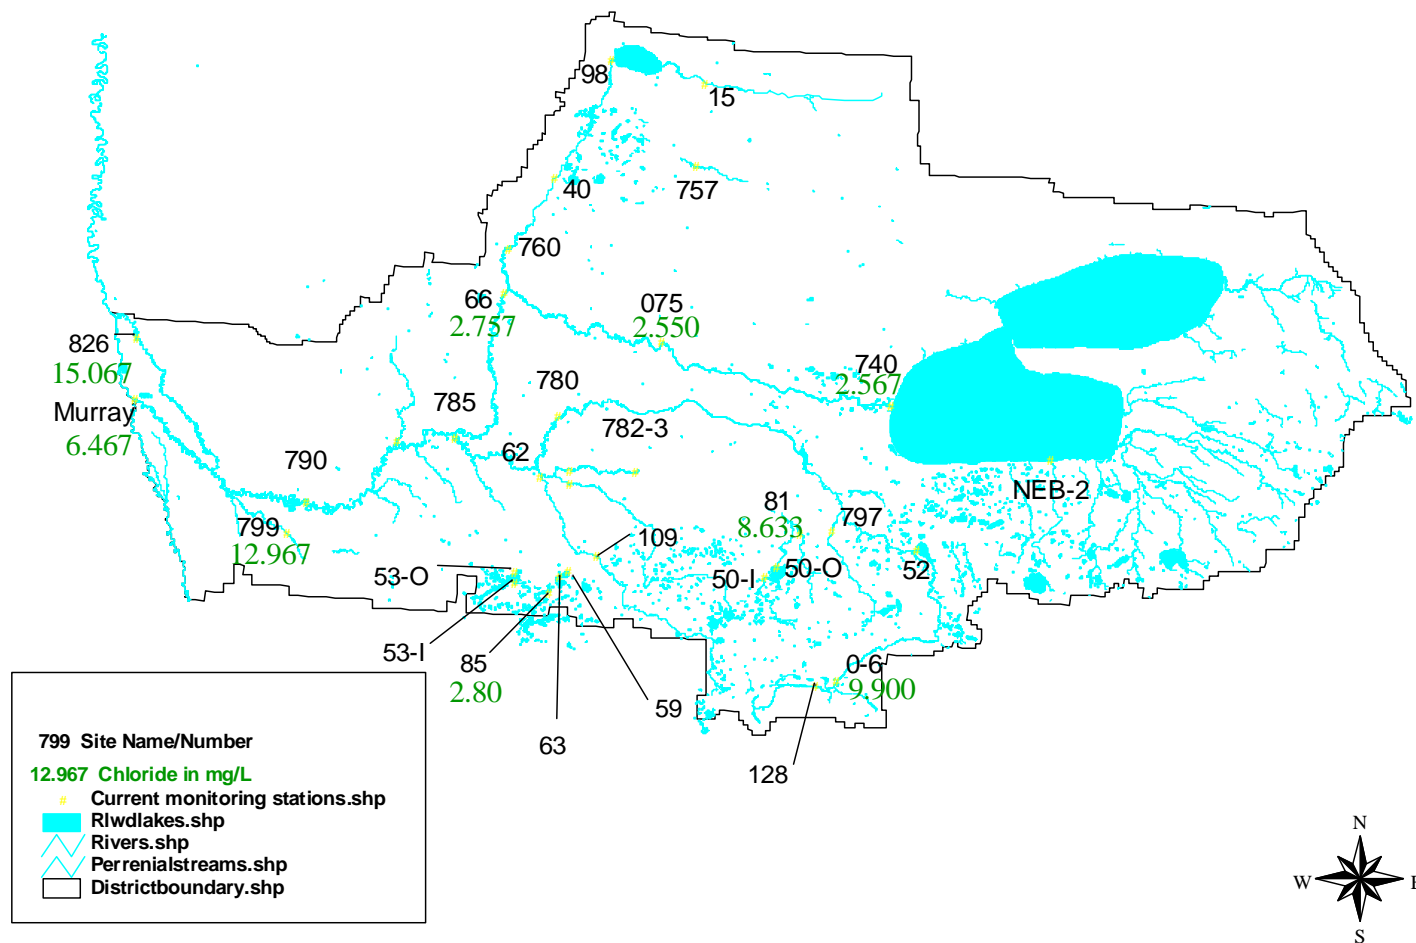 98
15
40
757
760
66
2.757
075
2.550
826
15.067
740
2.567
Murray
6.467
780
785
782-3
62
790
NEB-2
81
8.633
797
799
12.967
109
53-O
50-I
50-O
52
53-I
85
2.80
0-6
9.900
59
63
128
799 Site Name/Number
12.967 Chloride in mg/L
Current monitoring stations.shp
Rlwdlakes.shp
Rivers.shp
Perrenialstreams.shp
Districtboundary.shp
N
W
E
S